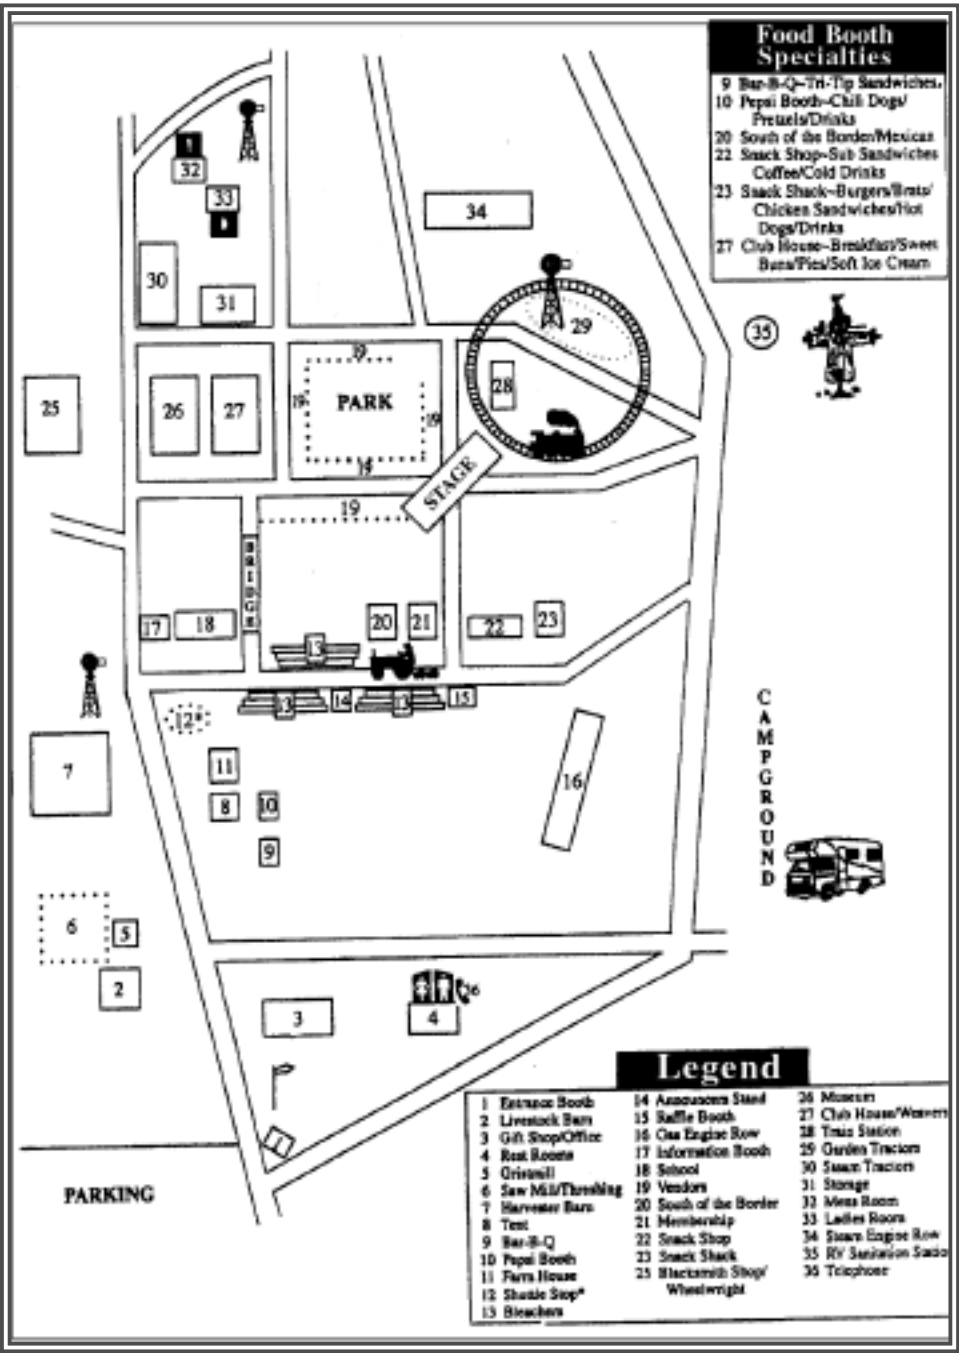 Food Booth
Specialties
9 Bar-B-Q~Tri-Tip Sandwiches.
10 Pepsi Booth~Chili Dogs/
Pretzels/Drinks
20 South of the Border/Mexican
22 Snack Shop~Sub Sandwiches
Coffee/Cold Drinks
23 Snack Shack~Burgers/Brats/
Chicken Sandwiches/Hot
Dogs/Drinks
27 Club House~Breakfast/Sweet
Buns/Pies/Soft Ice Cream
32
33
34
30
31
29
35
19
28
25
26
27
19
PARK
19
19
STAGE
19
BRIDGE
17
18
20
21
22
23
13
13
14
13
15
12*
CAMPGROUND
7
11
16
8
10
9
6
5
2
36
3
4
1
PARKING
Legend
1 Entrance Booth
2 Livestock Barn
3 Gift Shop/Office
4 Rest Rooms
5 Gristmill
6 Saw Mill/Threshing
7 Harvester Barn
8 Tent
9 Bar-B-Q
10 Pepsi Booth
11 Farm House
12 Shuttle Stop*
13 Bleachers
14 Announcers Stand
15 Raffle Booth
16 Gas Engine Row
17 Information Booth
18 School
19 Vendors
20 South of the Border
21 Membership
22 Snack Shop
23 Snack Shack
25 Blacksmith Shop/
Wheelwright
26 Museum
27 Club House/Weavers
28 Train Station
29 Garden Tractors
30 Steam Tractors
31 Storage
32 Mens Room
33 Ladies Room
34 Steam Engine Row
35 RV Sanitation Statio
36 Telephone